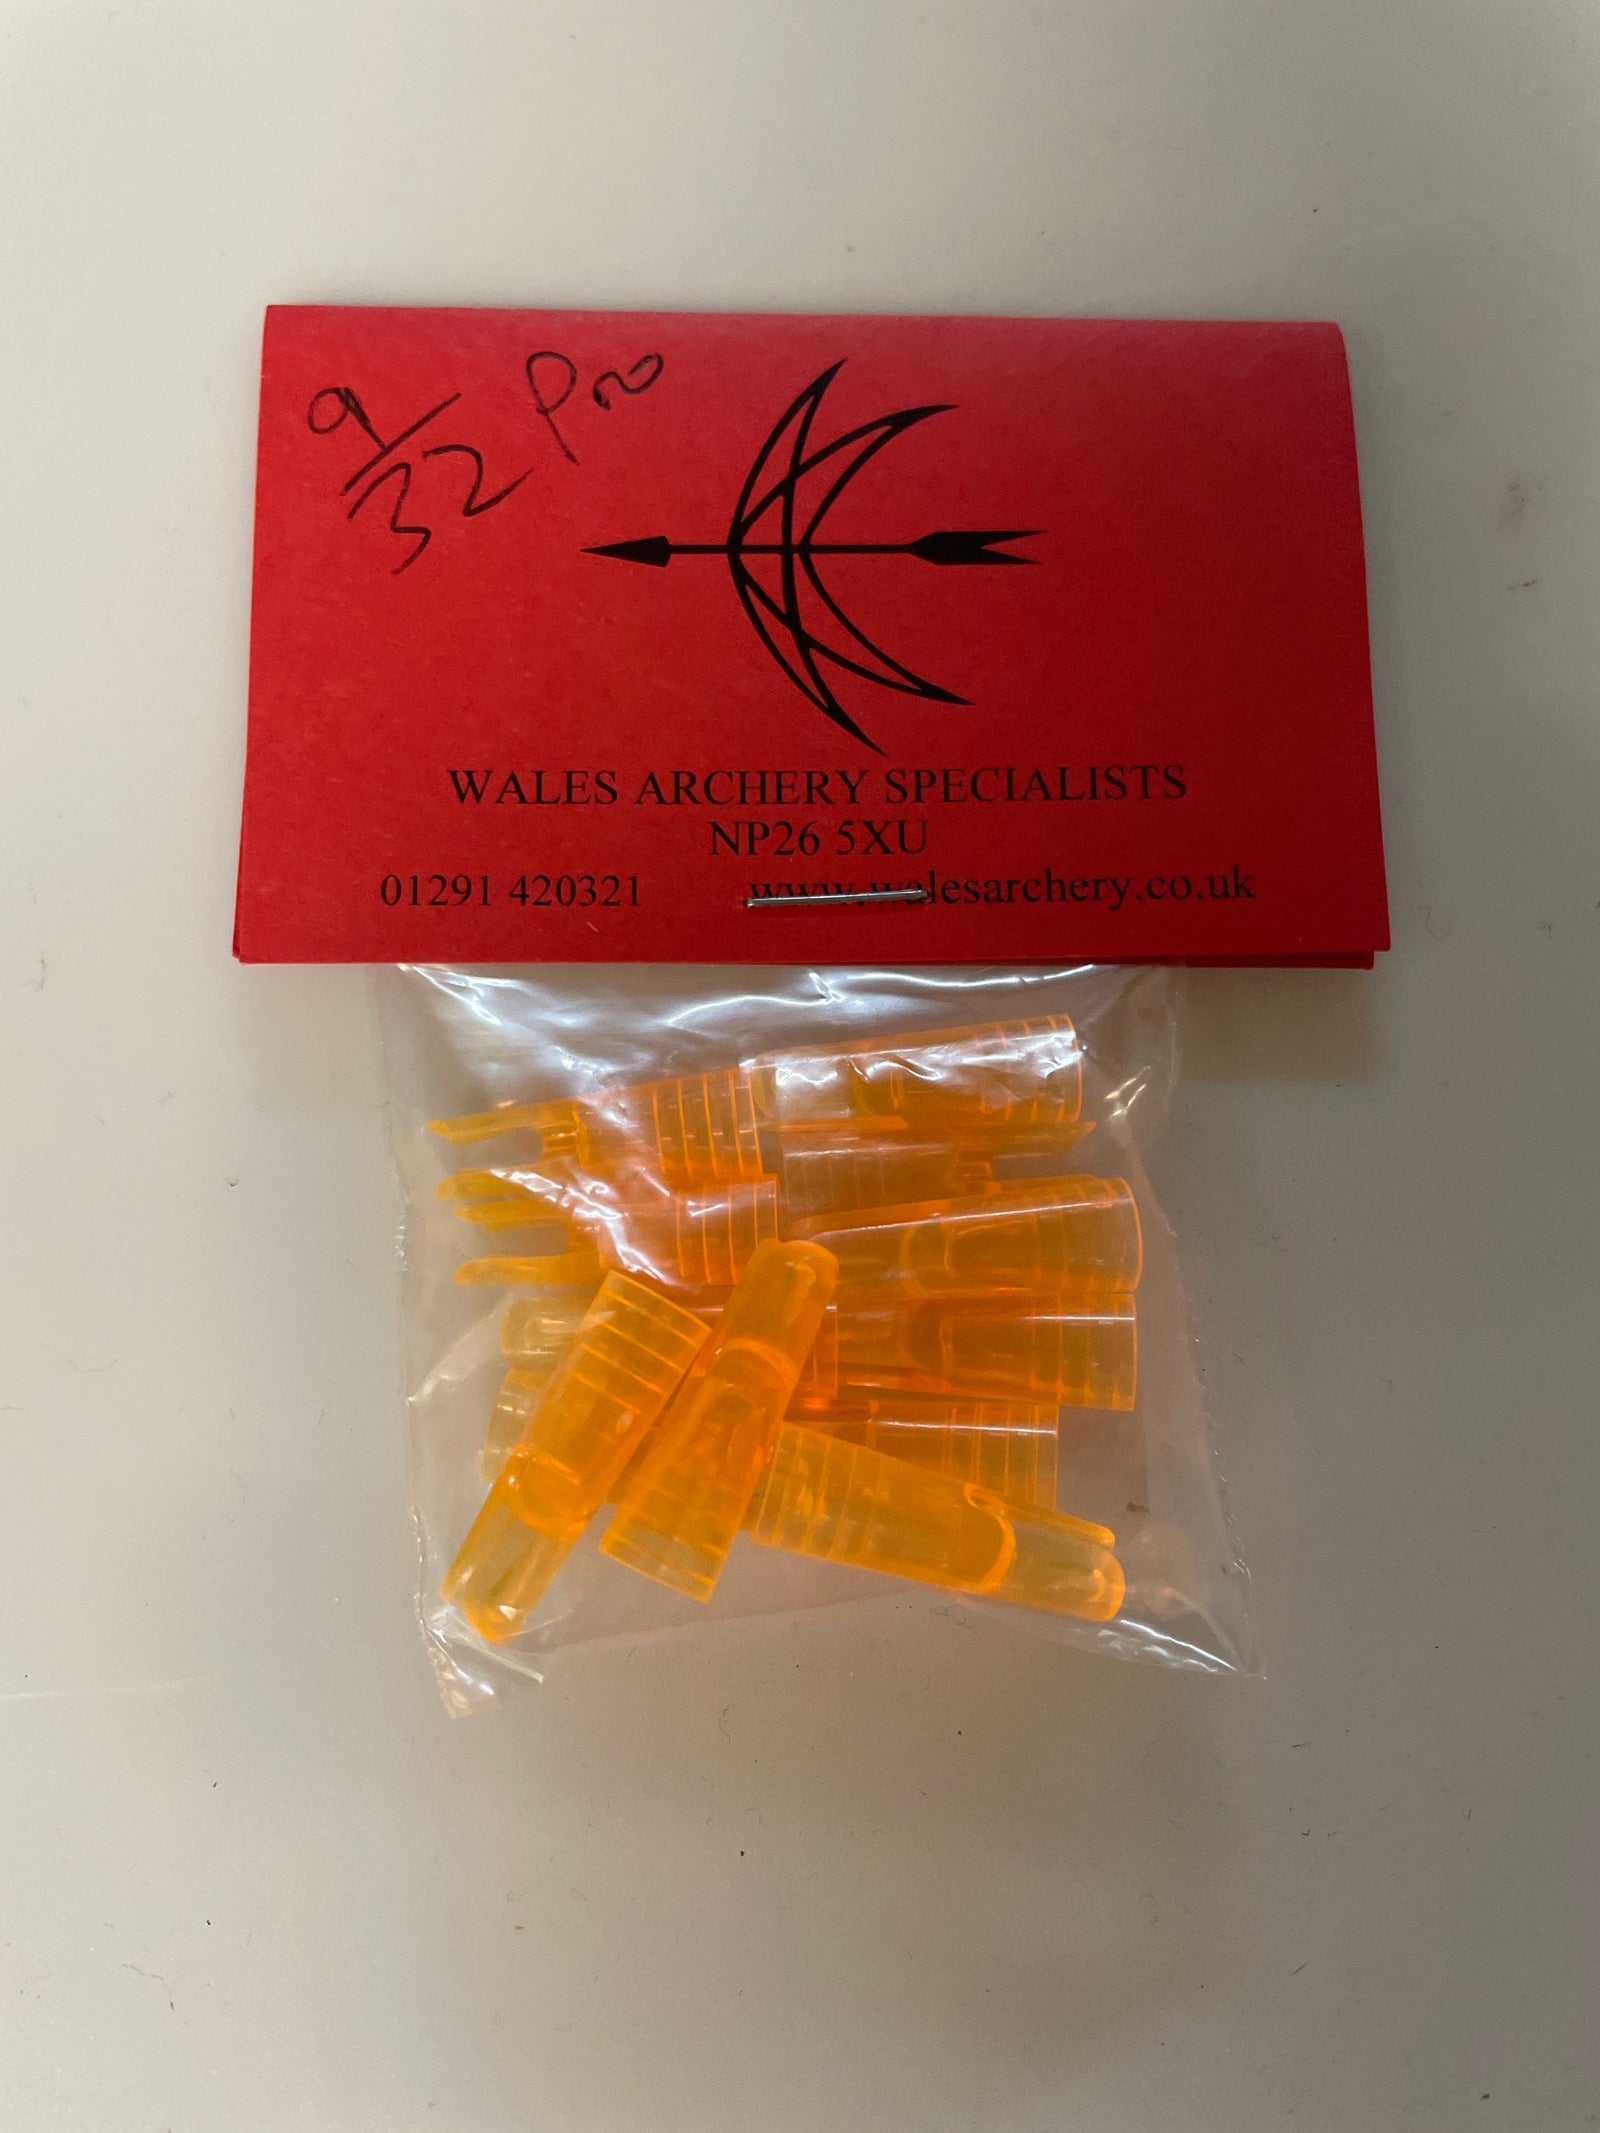 9/32 Pro
WALES ARCHERY SPECIALISTS
NP26 5XU
01291 420321 www.walesarchery.co.uk